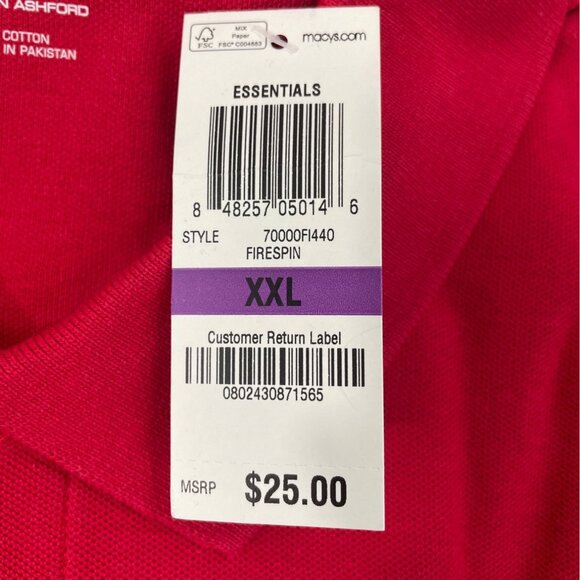 N ASHFORD
COTTON
IN PAKISTAN
FSC
MIX
Paper
FSC® C004883
macys.com
ESSENTIALS
8 48257 05014 6
STYLE 70000FI440
FIRESPIN
XXL
Customer Return Label
0802430871565
MSRP $25.00